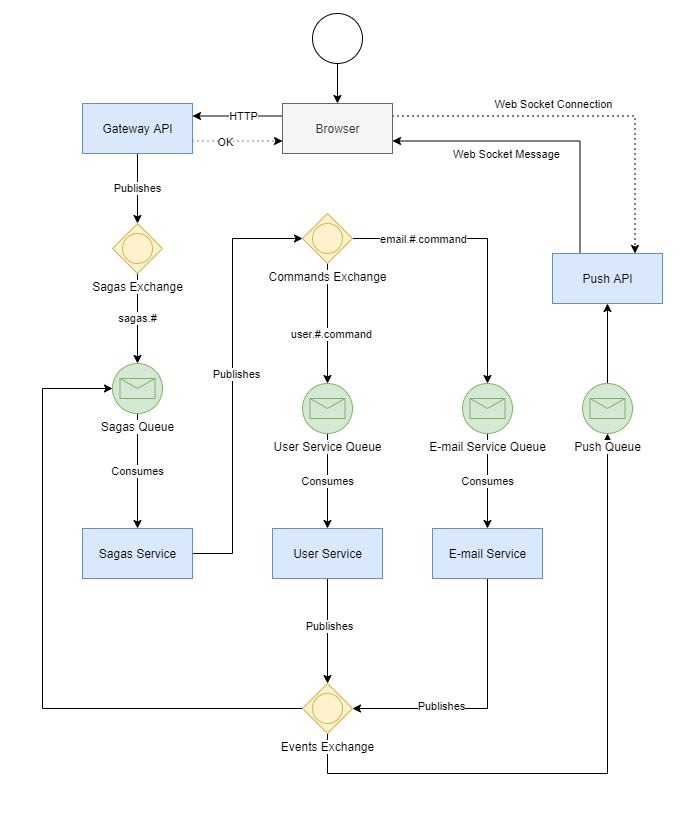 Web Socket Connection
HTTP
Gateway API
Browser
OK
Web Socket Message
Publishes
email.#.command
Commands Exchange
Push API
Sagas Exchange
sagas.#
user.#.command
Publishes
Sagas Queue
User Service Queue
E-mail Service Queue
Push Queue
Consumes
Consumes
Consumes
Sagas Service
User Service
E-mail Service
Publishes
Publishes
Events Exchange